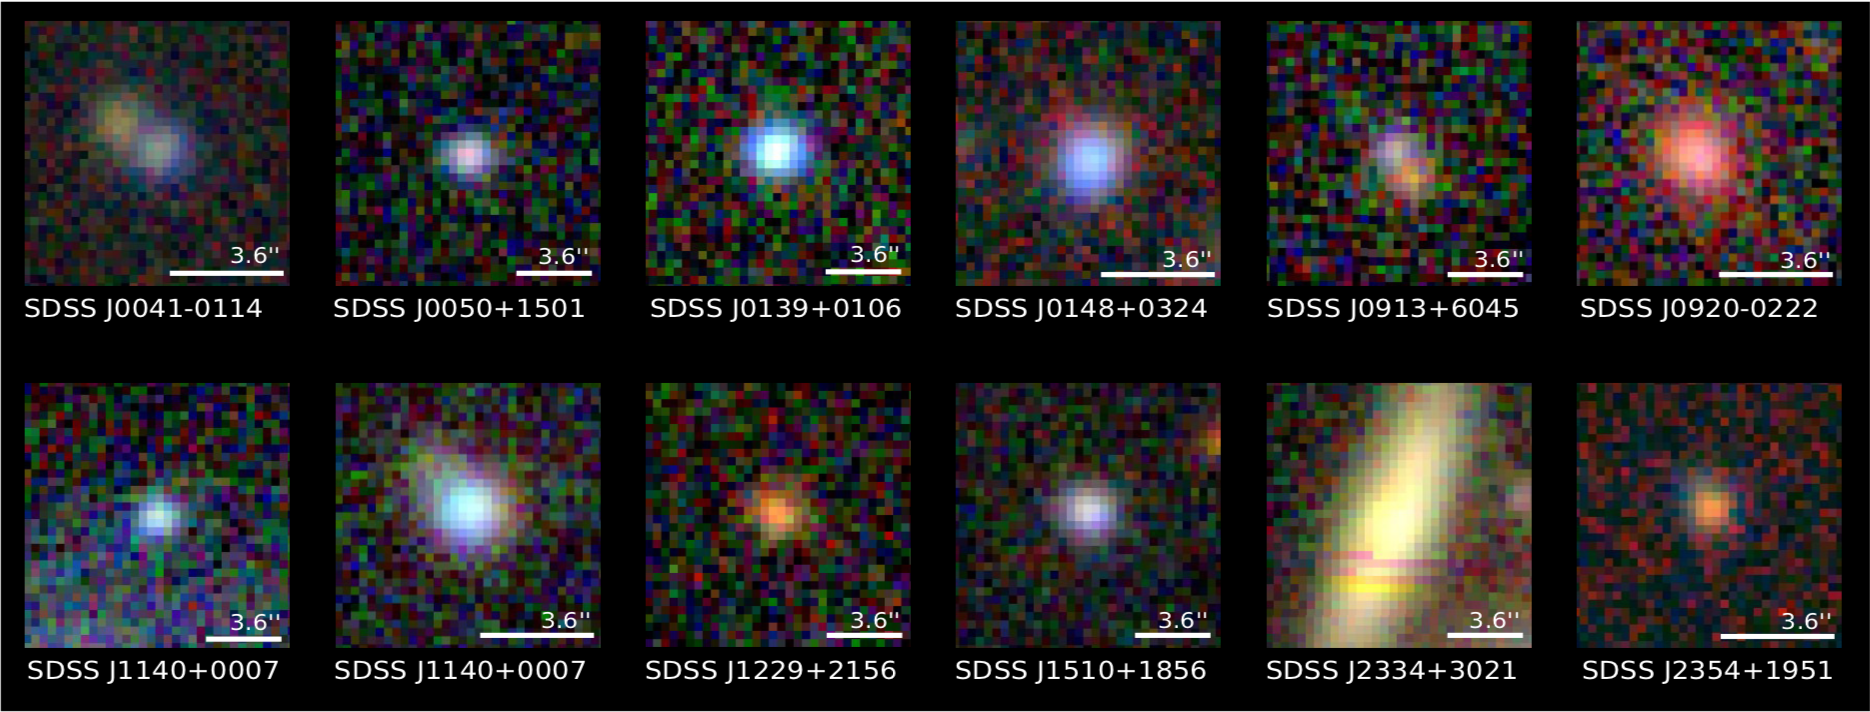 3.6''
3.6''
3.6''
3.6''
3.6''
3.6''
SDSS J0041-0114
SDSS J0050+1501
SDSS J0139+0106
SDSS J0148+0324
SDSS J0913+6045
SDSS J0920-0222
3.6''
3.6''
3.6''
3.6''
3.6''
3.6''
SDSS J1140+0007
SDSS J1140+0007
SDSS J1229+2156
SDSS J1510+1856
SDSS J2334+3021
SDSS J2354+1951